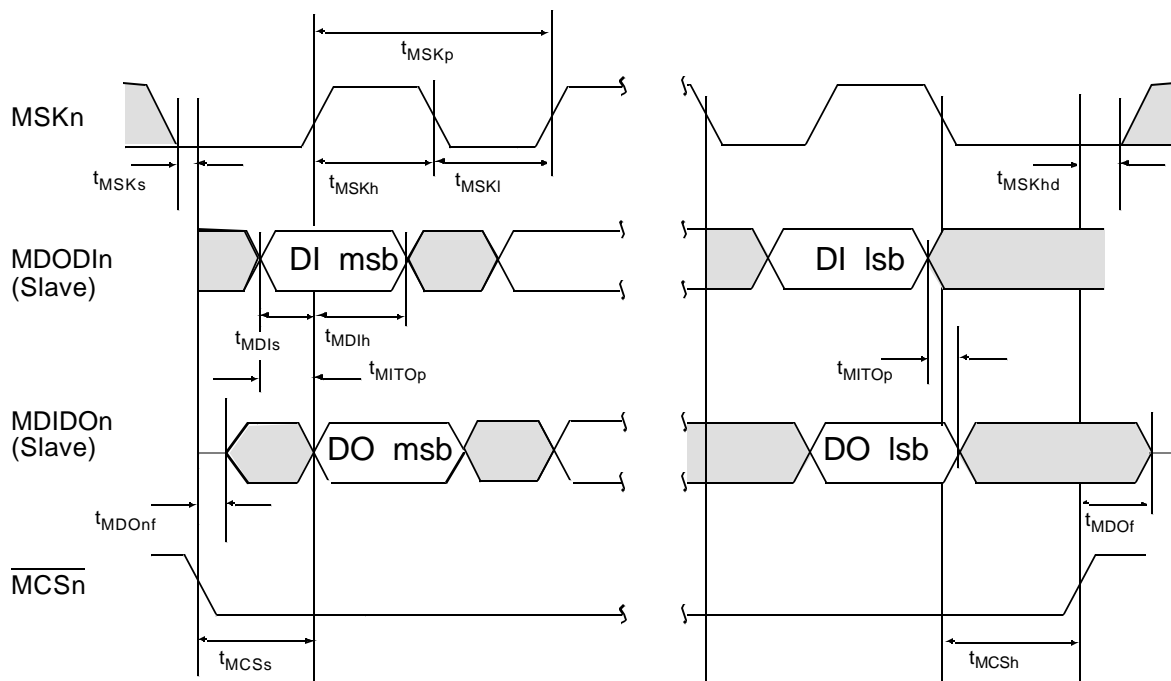 tMSKp
MSKn
tMSKs
tMSKh
tMSKl
tMSKhd
MDODIn
(Slave)
DI msb
DI lsb
tMDIs
tMDIh
tMITOp
tMITOp
MDIDOn
(Slave)
DO msb
DO lsb
tMDOnf
tMDOf
MCSn
tMCSs
tMCSh